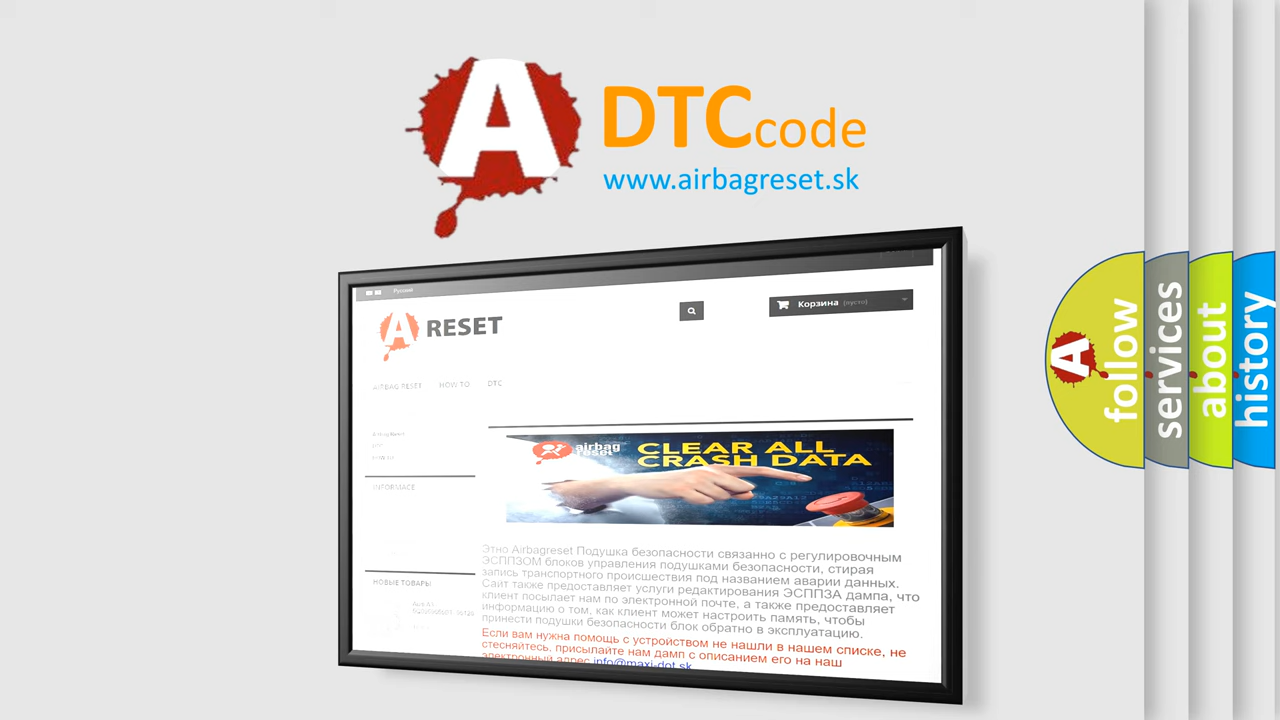 A
DTC code
www.airbagreset.sk
Русский
Корзина (пусто)
A RESET
AIRBAG RESET HOW TO DTC
airbag reset
CLEAR ALL
CRASH DATA
INFORMACE
НОВЫЕ ТОВАРЫ
Этно Airbagreset Подушка безопасности связанно с регулировочным
ЭСППЗОМ блоков управления подушками безопасности, стирая
запись транспортного происшествия под названием аварии данных.
Сайт также предоставляет услуги редактирования ЭСППЗА дампа, что
клиент посылает нам по электронной почте, а также предоставляет
информацию о том, как клиент может настроить память, чтобы
принести подушки безопасности блок обратно в эксплуатацию.
Если вам нужна помощь с устройством не нашли в нашем списке, не
стесняйтесь, присылайте нам дамп с описанием его на наш
электронный адрес info@maxi-dot.sk
A
follow
services
about
history